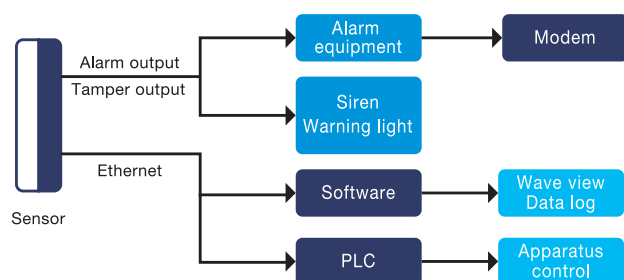 Alarm
equipment
Modem
Alarm output
Tamper output
Siren
Warning light
Ethernet
Sensor
Software
Wave view
Data log
PLC
Apparatus
control